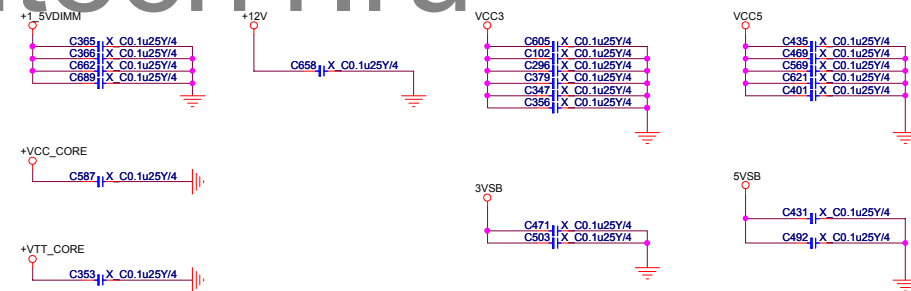 +1_5VDIMM
C365 X_C0.1u25Y/4
C366 X_C0.1u25Y/4
C662 X_C0.1u25Y/4
C689 X_C0.1u25Y/4
+12V
C658 X_C0.1u25Y/4
VCC3
C605 X_C0.1u25Y/4
C102 X_C0.1u25Y/4
C296 X_C0.1u25Y/4
C379 X_C0.1u25Y/4
C347 X_C0.1u25Y/4
C356 X_C0.1u25Y/4
VCC5
C435 X_C0.1u25Y/4
C469 X_C0.1u25Y/4
C569 X_C0.1u25Y/4
C621 X_C0.1u25Y/4
C401 X_C0.1u25Y/4
+VCC_CORE
C587 X_C0.1u25Y/4
3VSB
C471 X_C0.1u25Y/4
C503 X_C0.1u25Y/4
5VSB
C431 X_C0.1u25Y/4
C492 X_C0.1u25Y/4
+VTT_CORE
C353 X_C0.1u25Y/4